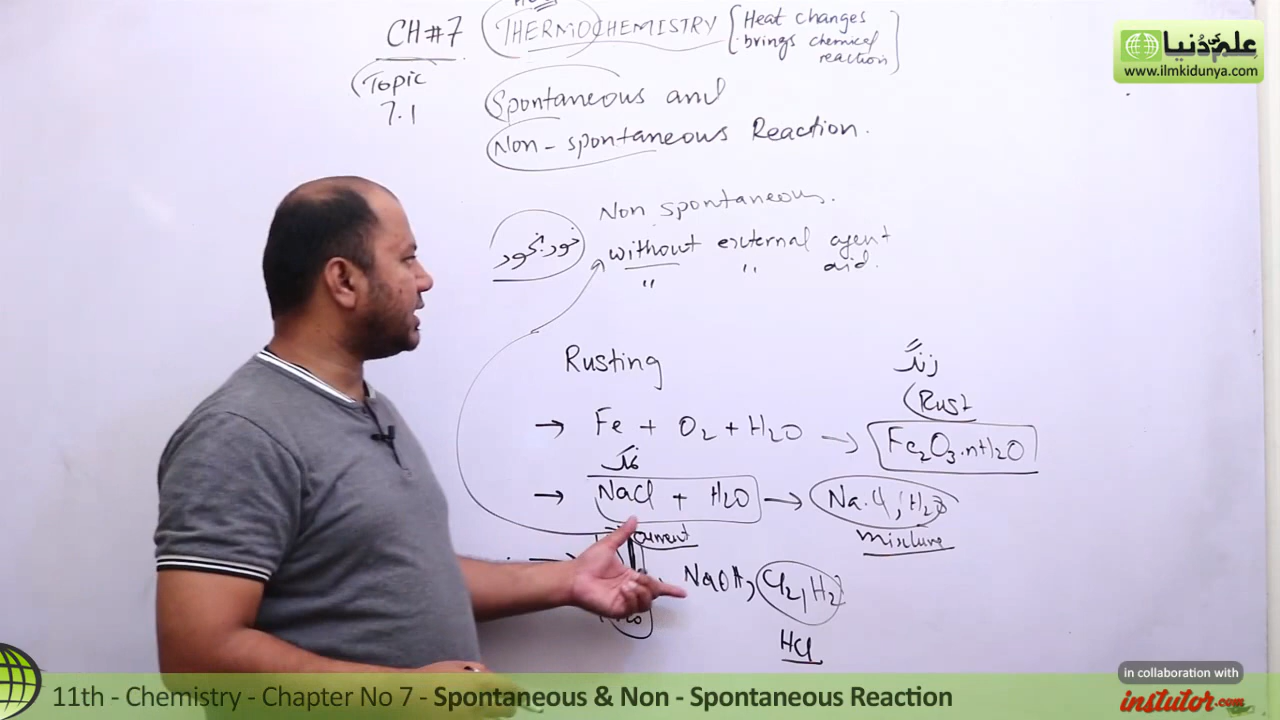 CH#7 THERMOCHEMISTRY [Heat changes
brings chemical
reaction]
علم کی دنیا
www.ilmkidunya.com
Topic
7.1
Spontaneous and
Non-spontaneous Reaction.
Non spontaneous.
خود بخود
without external agent
" " aid.
Rusting
زنگ
Rust
→ Fe + O2 + H2O → Fe2O3.nH2O
نمک
→ NaCl + H2O → Na.Cl, H2O
current
mixture
NaOH, Cl2, H2
HCl
in collaboration with
instutor.com
11th - Chemistry - Chapter No 7 - Spontaneous & Non - Spontaneous Reaction